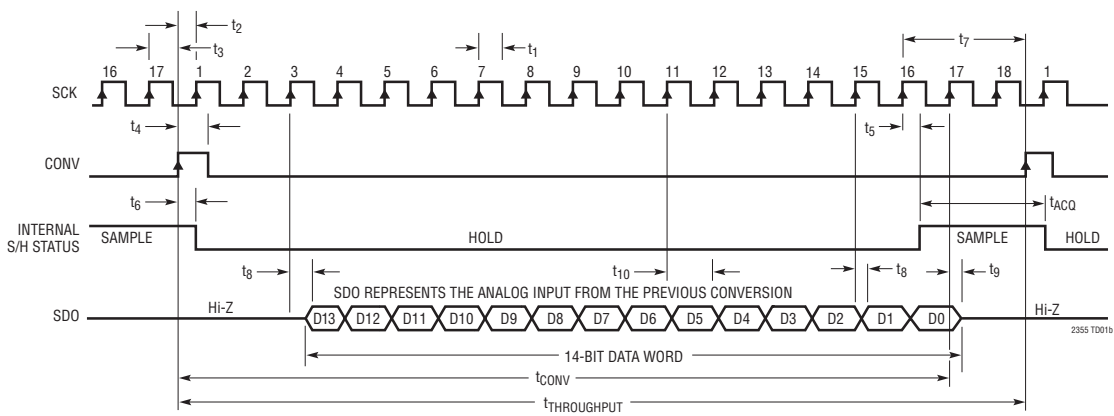 t2
t3
t1
t7
16 17 1 2 3 4 5 6 7 8 9 10 11 12 13 14 15 16 17 18 1
SCK
t4
t5
CONV
t6
tACQ
INTERNAL
S/H STATUS
SAMPLE
HOLD
SAMPLE
HOLD
t8
t10
t8
t9
SDO REPRESENTS THE ANALOG INPUT FROM THE PREVIOUS CONVERSION
SDO
Hi-Z
D13 D12 D11 D10 D9 D8 D7 D6 D5 D4 D3 D2 D1 D0
Hi-Z
2355 TD01b
14-BIT DATA WORD
tCONV
tTHROUGHPUT